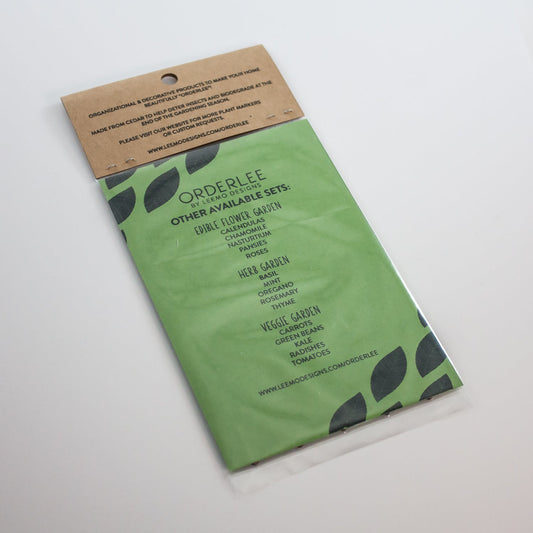 ORGANIZATIONAL & DECORATIVE PRODUCTS TO MAKE YOUR HOME
BEAUTIFULLY "ORDERLEE".
MADE FROM CEDAR TO HELP DETER INSECTS AND BIODEGRADE AT THE
END OF THE GARDENING SEASON.
PLEASE VISIT OUR WEBSITE FOR MORE PLANT MARKERS
OR CUSTOM REQUESTS.
WWW.LEEMODESIGNS.COM/ORDERLEE
ORDERLEE
BY LEEMO DESIGNS
OTHER AVAILABLE SETS:
EDIBLE FLOWER GARDEN
CALENDULAS
CHAMOMILE
NASTURTIUM
PANSIES
ROSES
HERB GARDEN
BASIL
MINT
OREGANO
ROSEMARY
THYME
VEGGIE GARDEN
CARROTS
GREEN BEANS
KALE
RADISHES
TOMATOES
WWW.LEEMODESIGNS.COM/ORDERLEE